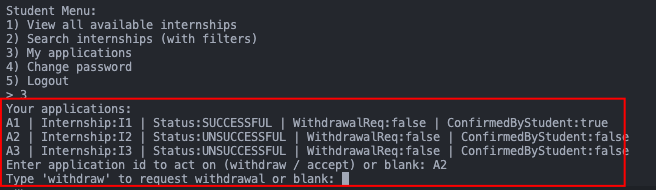 Student Menu:
1) View all available internships
2) Search internships (with filters)
3) My applications
4) Change password
5) Logout
> 3
Your applications:
A1 | Internship:I1 | Status:SUCCESSFUL | WithdrawalReq:false | ConfirmedByStudent:true
A2 | Internship:I2 | Status:UNSUCCESSFUL | WithdrawalReq:false | ConfirmedByStudent:false
A3 | Internship:I3 | Status:UNSUCCESSFUL | WithdrawalReq:false | ConfirmedByStudent:false
Enter application id to act on (withdraw / accept) or blank: A2
Type 'withdraw' to request withdrawal or blank: